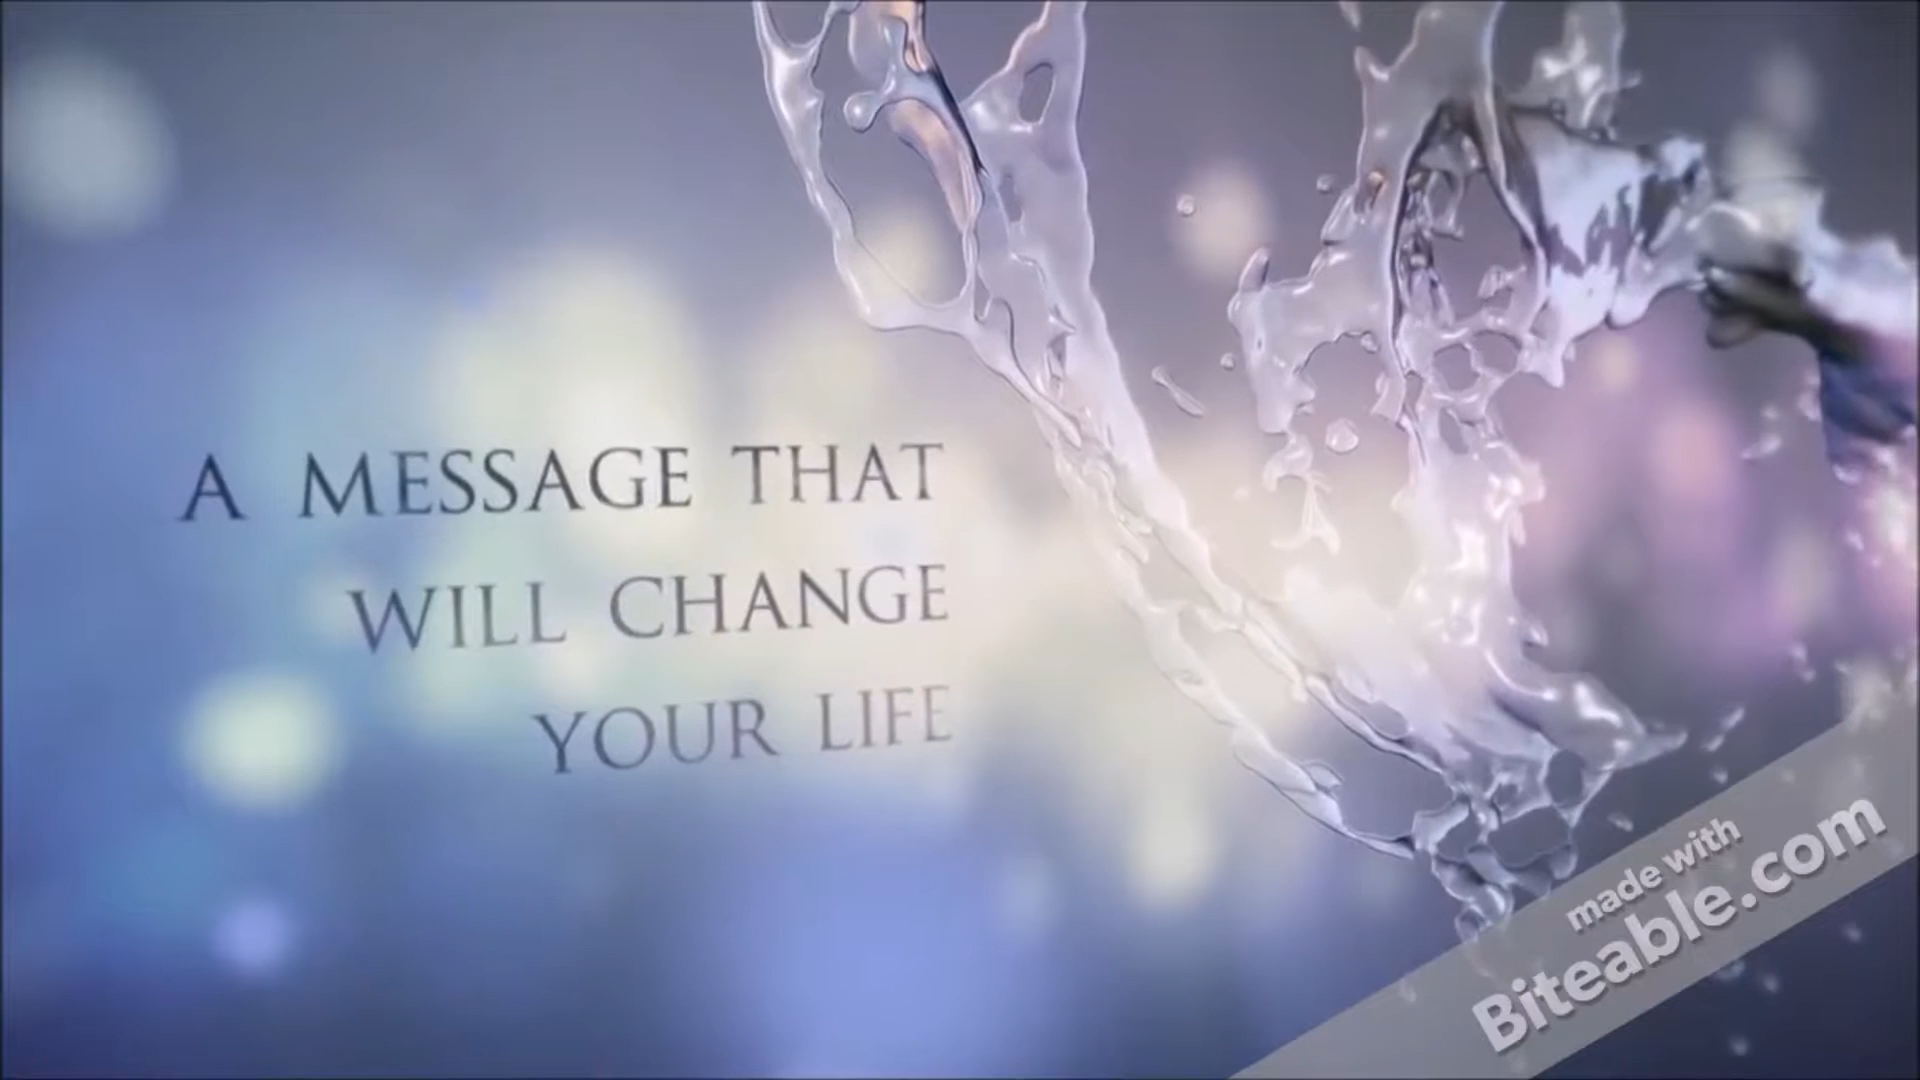 A MESSAGE THAT
WILL CHANGE
YOUR LIFE
made with
Biteable.com